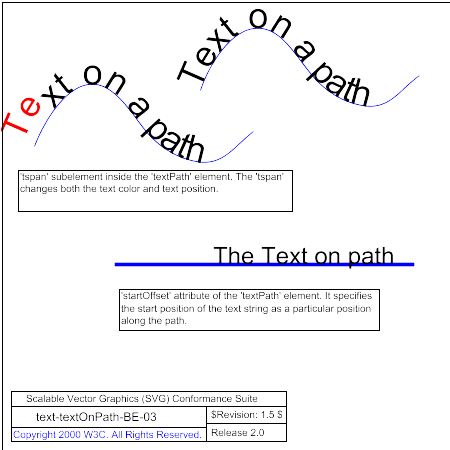 Text on a path
Text on a path
'tspan' subelement inside the 'textPath' element. The 'tspan'
changes both the text color and text position.
The Text on path
'startOffset' attribute of the 'textPath' element. It specifies
the start position of the text string as a particular position
along the path.
Scalable Vector Graphics (SVG) Conformance Suite
text-textOnPath-BE-03
$Revision: 1.5 $
Copyright 2000 W3C. All Rights Reserved.
Release 2.0